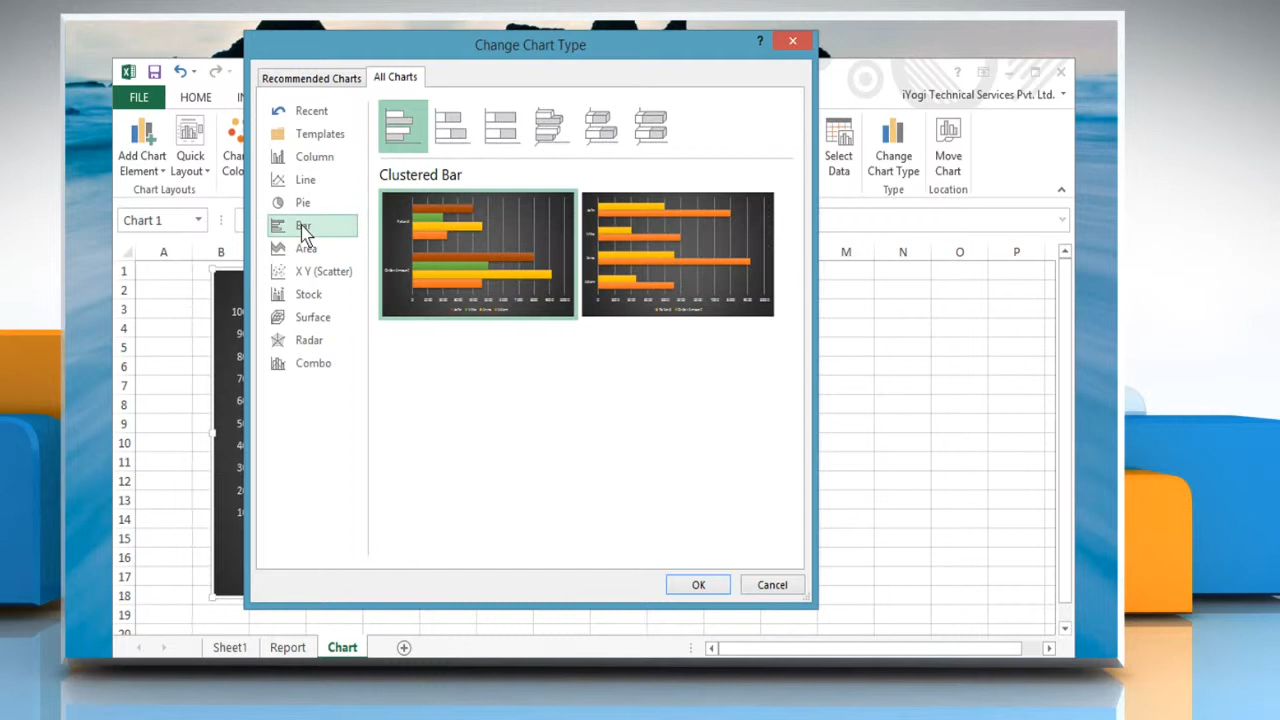 Change Chart Type
?
Recommended Charts
All Charts
Recent
Templates
Column
Line
Pie
Bar
Area
X Y (Scatter)
Stock
Surface
Radar
Combo
Clustered Bar
OK
Cancel
FILE
HOME
?
iYogi Technical Services Pvt. Ltd.
Add Chart
Element
Quick
Layout
Chart Layouts
Select
Data
Change
Chart Type
Type
Move
Chart
Location
Chart 1
A B M N O P
1
2
3
4
5
6
7
8
9
10
11
12
13
14
15
16
17
18
19
20
Sheet1 Report Chart